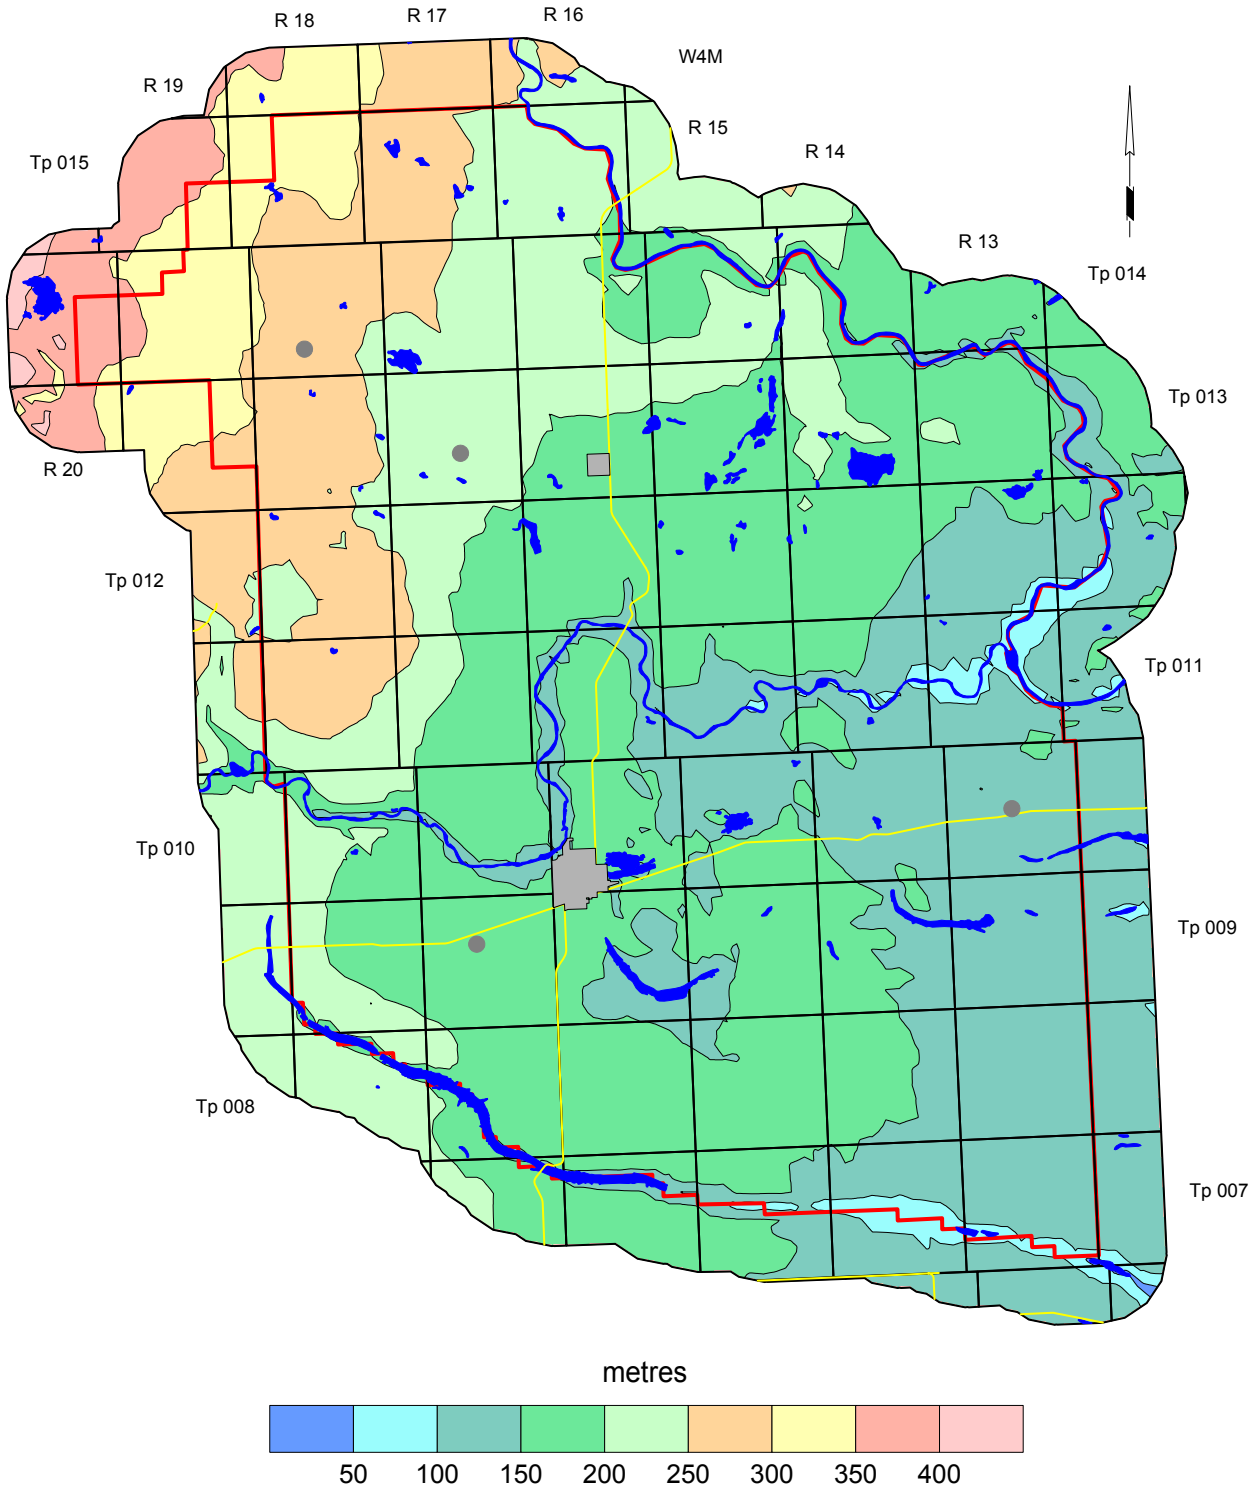 R 16
R 17
R 18
W4M
R 19
R 15
R 14
Tp 015
R 13
Tp 014
Tp 013
R 20
Tp 012
Tp 011
Tp 010
Tp 009
Tp 008
Tp 007
metres
50 100 150 200 250 300 350 400